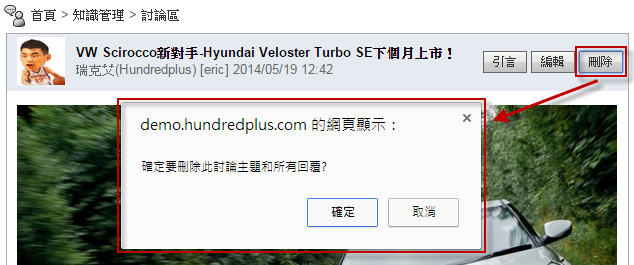 首頁 > 知識管理 > 討論區
VW Scirocco新對手-Hyundai Veloster Turbo SE下個月上市！
瑞克艾(Hundredplus) [eric] 2014/05/19 12:42
引言 編輯 刪除
demo.hundredplus.com 的網頁顯示：
確定要刪除此討論主題和所有回覆?
確定 取消